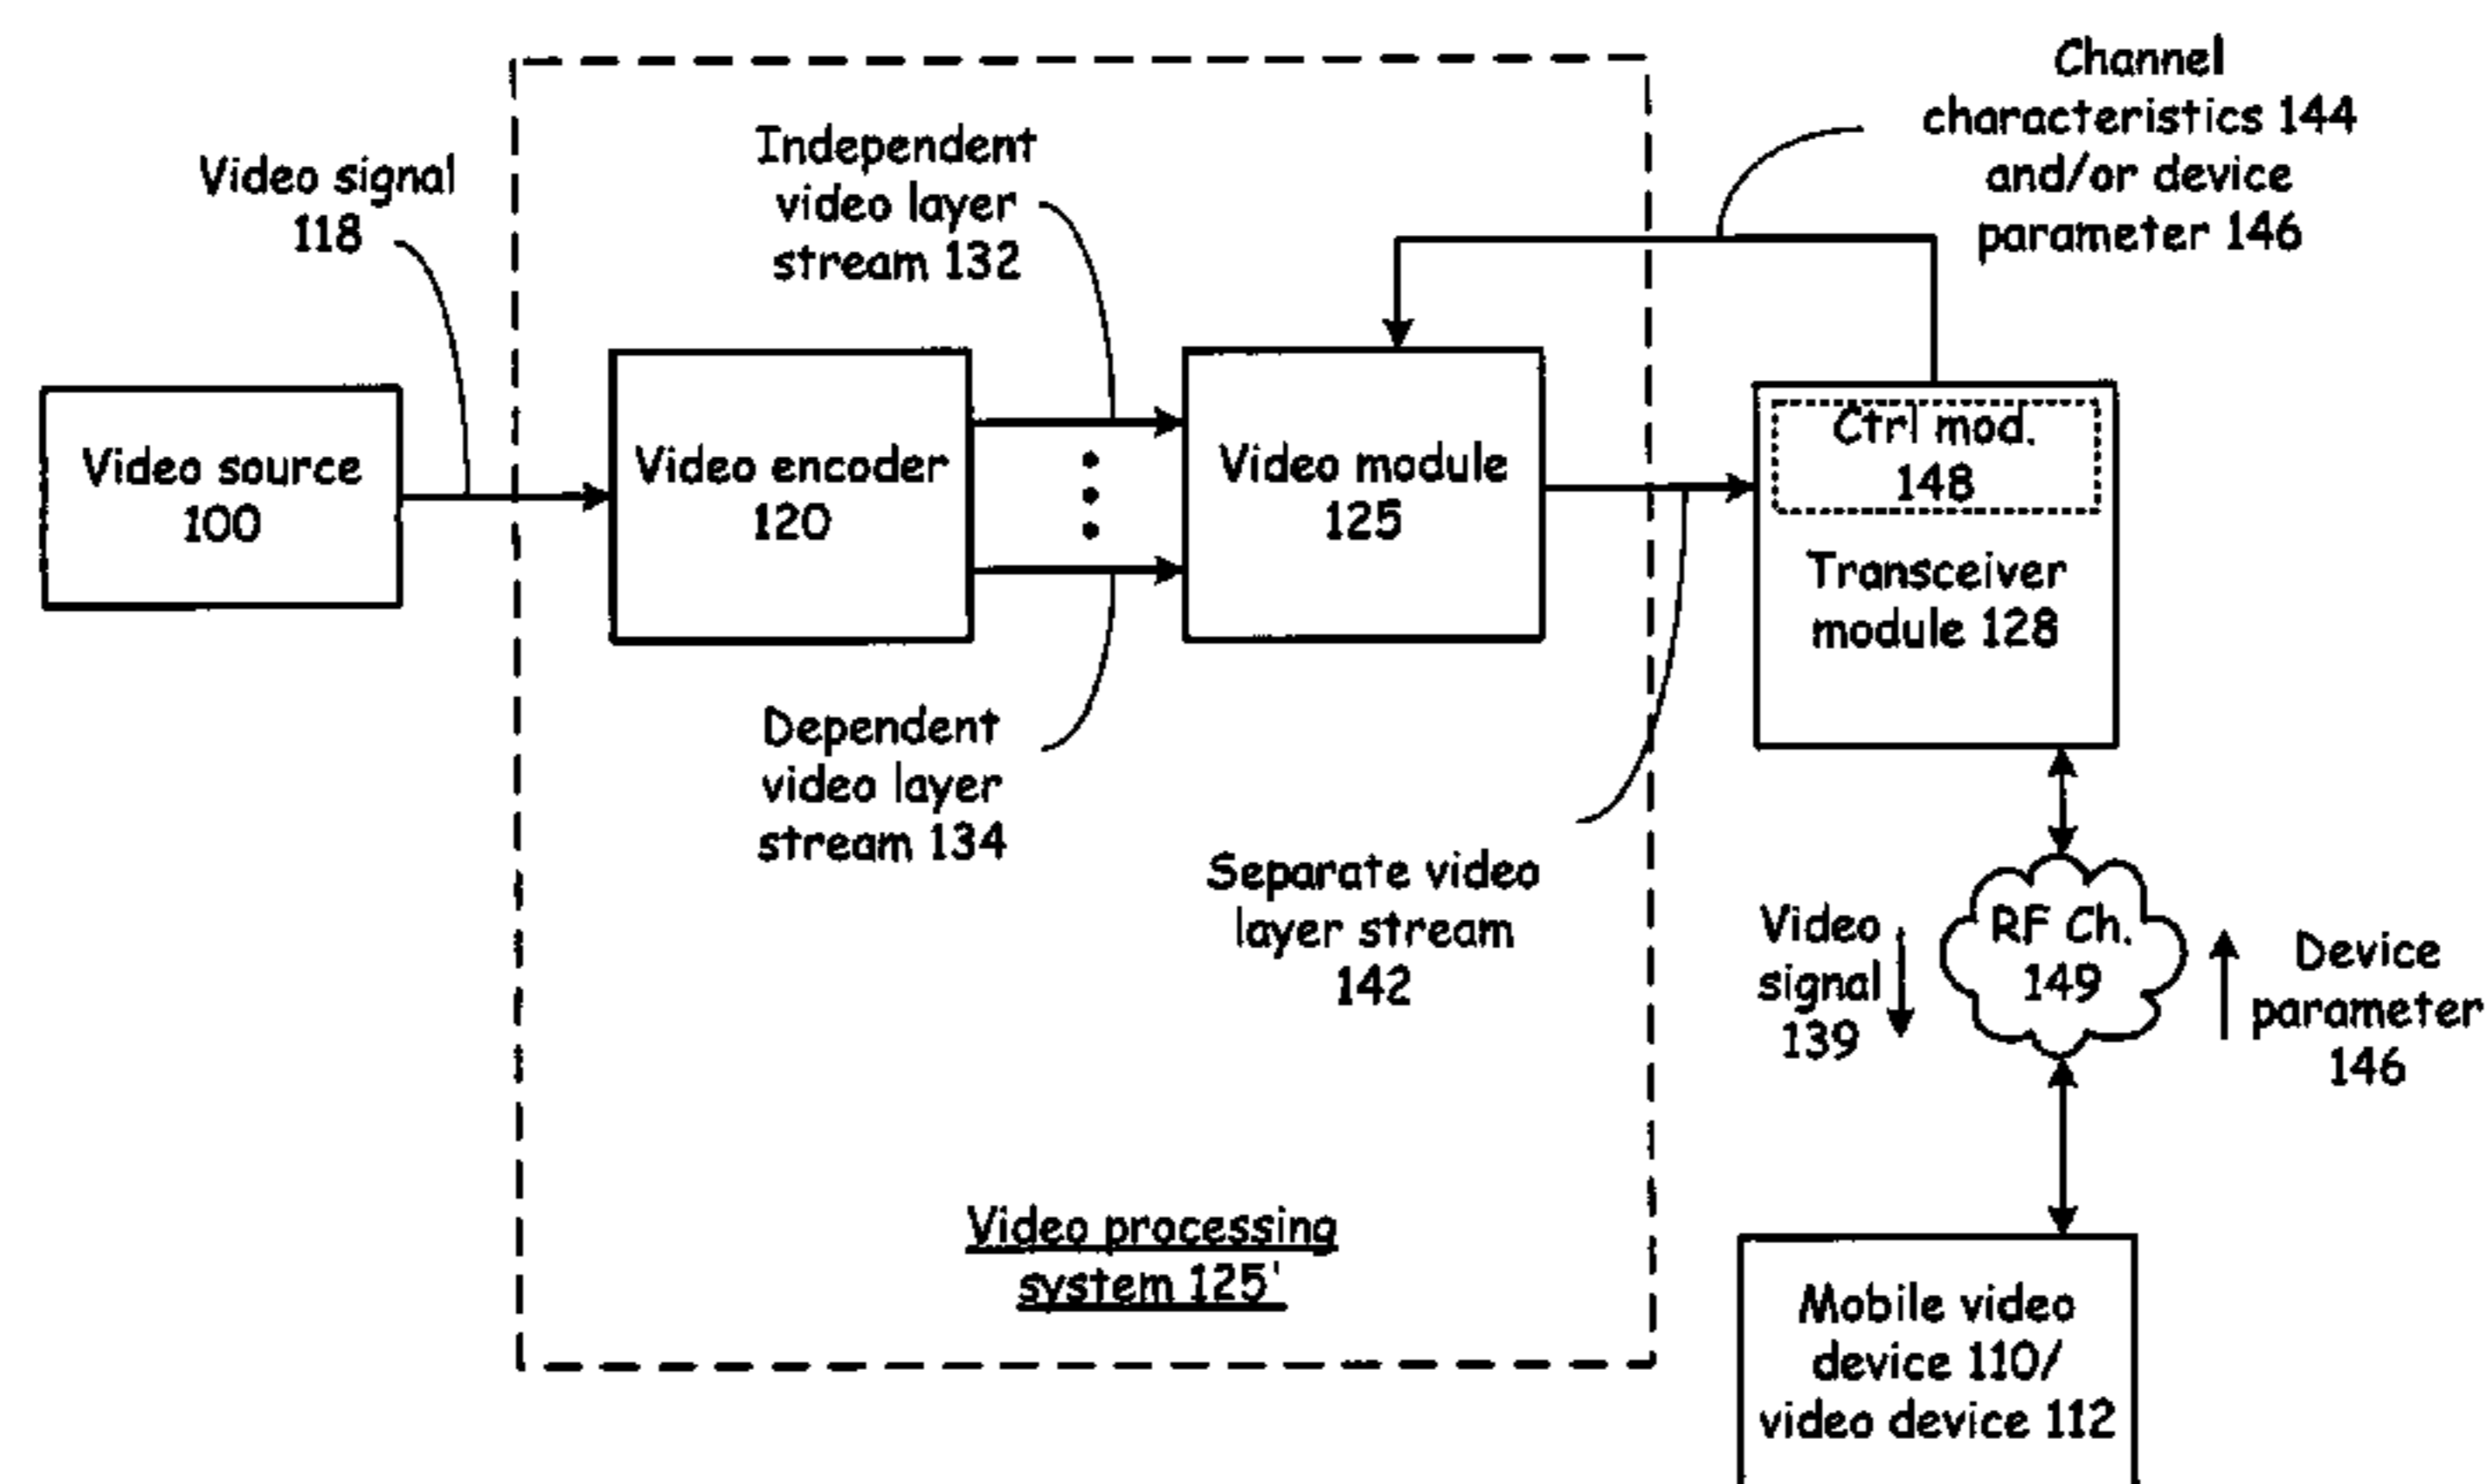 Channel
characteristics 144
and/or device
parameter 146
Independent
video layer
stream 132
Video signal
118
Video source
100
Video encoder
120
Video module
125
Ctrl mod.
148
Transceiver
module 128
Dependent
video layer
stream 134
Separate video
layer stream
142
Video
signal
139
RF Ch.
149
Device
parameter
146
Video processing
system 125'
Mobile video
device 110/
video device 112